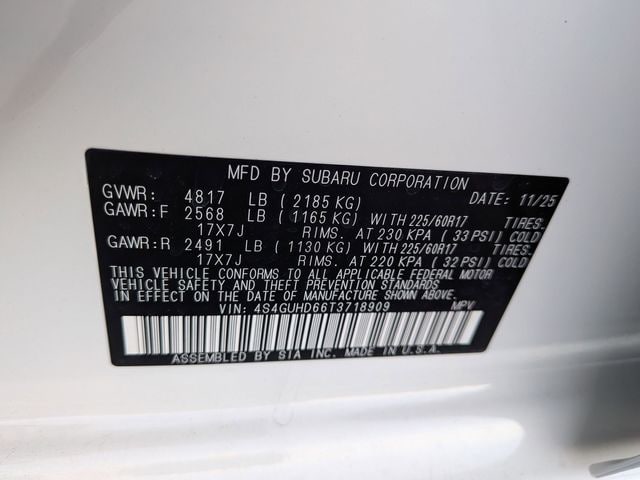 MFD BY SUBARU CORPORATION
GVWR: 4817 LB ( 2185 KG) DATE: 11/25
GAWR:F 2568 LB ( 1165 KG) WITH 225/60R17 TIRES.
17X7J RIMS. AT 230 KPA ( 33 PSI) COLD
GAWR:R 2491 LB ( 1130 KG) WITH 225/60R17 TIRES
17X7J RIMS. AT 220 KPA ( 32 PSI) COLD
THIS VEHICLE CONFORMS TO ALL APPLICABLE FEDERAL MOTOR
VEHICLE SAFETY AND THEFT PREVENTION STANDARDS
IN EFFECT ON THE DATE OF MANUFACTURE SHOWN ABOVE.
VIN: 4S4GUHD66T3718909 MPV
ASSEMBLED BY SIA INC. MADE IN U.S.A.